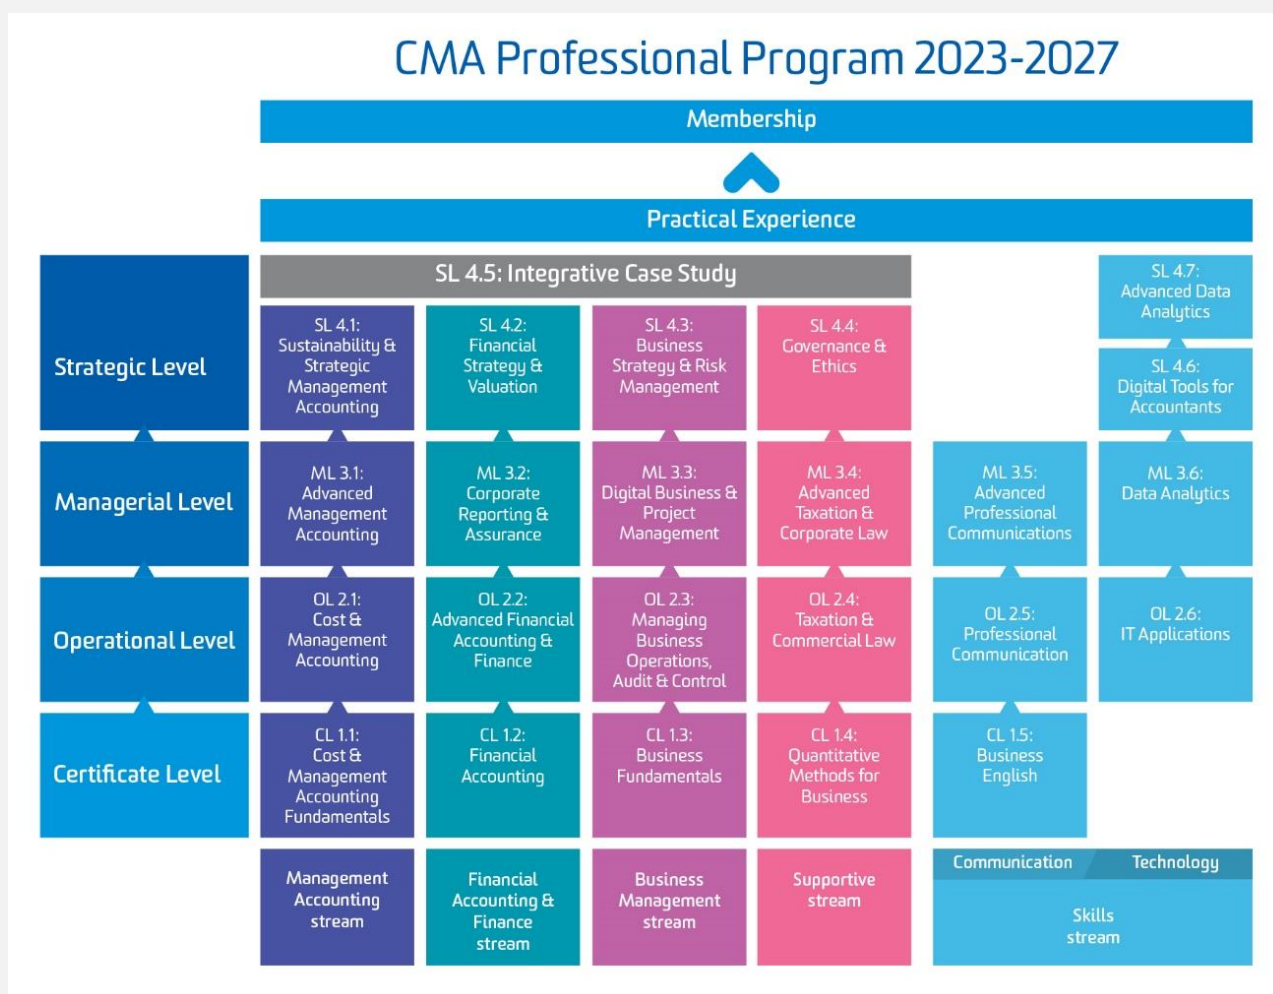 CMA Professional Program 2023-2027
Membership
Practical Experience
Strategic Level
SL 4.5: Integrative Case Study
SL 4.1:
Sustainability &
Strategic
Management
Accounting
SL 4.2:
Financial
Strategy &
Valuation
SL 4.3:
Business
Strategy & Risk
Management
SL 4.4:
Governance &
Ethics
SL 4.7:
Advanced Data
Analytics
SL 4.6:
Digital Tools for
Accountants
Managerial Level
ML 3.1:
Advanced
Management
Accounting
ML 3.2:
Corporate
Reporting &
Assurance
ML 3.3:
Digital Business &
Project
Management
ML 3.4:
Advanced
Taxation &
Corporate Law
ML 3.5:
Advanced
Professional
Communications
ML 3.6:
Data Analytics
Operational Level
OL 2.1:
Cost &
Management
Accounting
OL 2.2:
Advanced Financial
Accounting &
Finance
OL 2.3:
Managing
Business
Operations,
Audit & Control
OL 2.4:
Taxation &
Commercial Law
OL 2.5:
Professional
Communication
OL 2.6:
IT Applications
Certificate Level
CL 1.1:
Cost &
Management
Accounting
Fundamentals
CL 1.2:
Financial
Accounting
CL 1.3:
Business
Fundamentals
CL 1.4:
Quantitative
Methods for
Business
CL 1.5:
Business
English
Management
Accounting
stream
Financial
Accounting &
Finance
stream
Business
Management
stream
Supportive
stream
Communication
Technology
Skills
stream